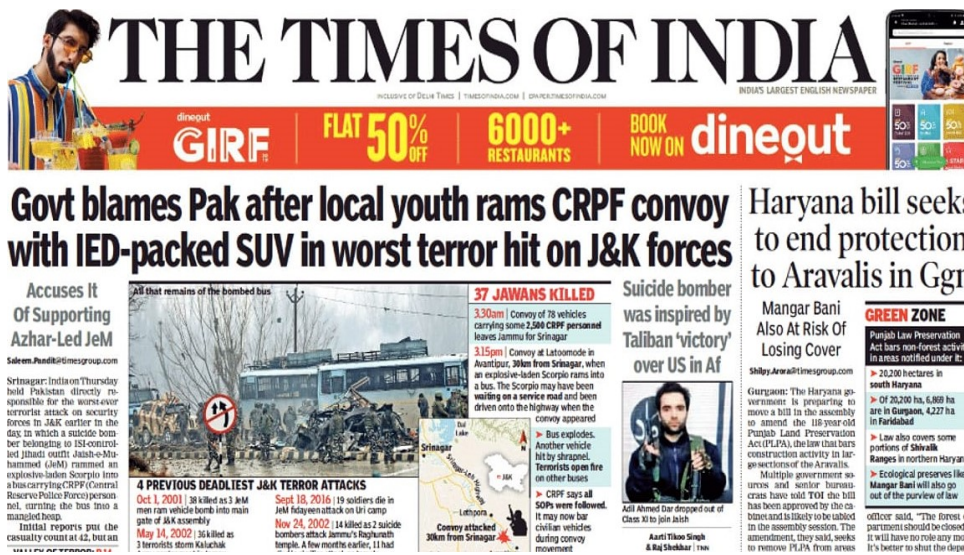 THE TIMES OF INDIA
INCLUSIVE OF DELHI TIMES | TIMESOFINDIA.COM | EPAPER.TIMESOFINDIA.COM
INDIA'S LARGEST ENGLISH NEWSPAPER
dineout
GIRF
FLAT 50% OFF
6000+
RESTAURANTS
BOOK
NOW ON dineout
GIRF
50%
50%
50%
50%
Govt blames Pak after local youth rams CRPF convoy
with IED-packed SUV in worst terror hit on J&K forces
Accuses It
Of Supporting
Azhar-Led JeM
Saleem.Pandit@timesgroup.com
Srinagar: India on Thursday
held Pakistan directly re-
sponsible for the worst-ever
terrorist attack on security
forces in J&K earlier in the
day, in which a suicide bom-
ber belonging to ISI-control-
led jihadi outfit Jaish-e-Mu-
hammed (JeM) rammed an
explosive-laden Scorpio into
a bus carrying CRPF (Central
Reserve Police Force) person-
nel, turning the bus into a
mangled heap.
Initial reports put the
casualty count at 42, but an
All that remains of the bombed bus
37 JAWANS KILLED
3.30am | Convoy of 78 vehicles
carrying some 2,500 CRPF personnel
leaves Jammu for Srinagar
3.15pm | Convoy at Latoomode in
Avantipur, 30km from Srinagar, when
an explosive-laden Scorpio rams into
a bus. The Scorpio may have been
waiting on a service road and been
driven onto the highway when the
convoy appeared
➤ Bus explodes.
Another vehicle
hit by shrapnel.
Terrorists open fire
on other buses
➤ CRPF says all
SOPs were followed.
It may now bar
civilian vehicles
during convoy
movement
Dal
Lake
Srinagar
J&K
Srinagar-Leh Highway
Lethpora
Convoy attacked
30km from Srinagar
4 PREVIOUS DEADLIEST J&K TERROR ATTACKS
Oct 1, 2001 | 38 killed as 3 JeM
men ram vehicle bomb into main
gate of J&K assembly
May 14, 2002 | 36 killed as
3 terrorists storm Kaluchak
Sept 18, 2016 | 19 soldiers die in
JeM fidayeen attack on Uri camp
Nov 24, 2002 | 14 killed as 2 suicide
bombers attack Jammu's Raghunath
temple. A few months earlier, 11 had
Suicide bomber
was inspired by
Taliban 'victory'
over US in Af
Adil Ahmed Dar dropped out of
Class XI to join Jaish
Aarti Tikoo Singh
& Raj Shekhar | TNN
Haryana bill seeks
to end protection
to Aravalis in Ggn
Mangar Bani
Also At Risk Of
Losing Cover
Shilpy.Arora@timesgroup.com
Gurgaon: The Haryana go-
vernment is preparing to
move a bill in the assembly
to amend the 118-year-old
Punjab Land Preservation
Act (PLPA), the law that bars
construction activity in lar-
ge sections of the Aravalis.
Multiple government so-
urces and senior bureau-
crats have told TOI the bill
has been approved by the ca-
binet and is likely to be tabled
in the assembly session. The
amendment, they said, seeks
to remove PLPA from areas
GREEN ZONE
Punjab Law Preservation
Act bars non-forest activit
in areas notified under it:
➤ 20,200 hectares in
south Haryana
➤ Of 20,200 ha, 6,869 ha
are in Gurgaon, 4,227 ha
in Faridabad
➤ Law also covers some
portions of Shivalik
Ranges in northern Haryan
➤ Ecological preserves like
Mangar Bani will also go
out of the purview of law
officer said, "The forest
partment should be closed
It will have no role any mo
It's better to shut the depar